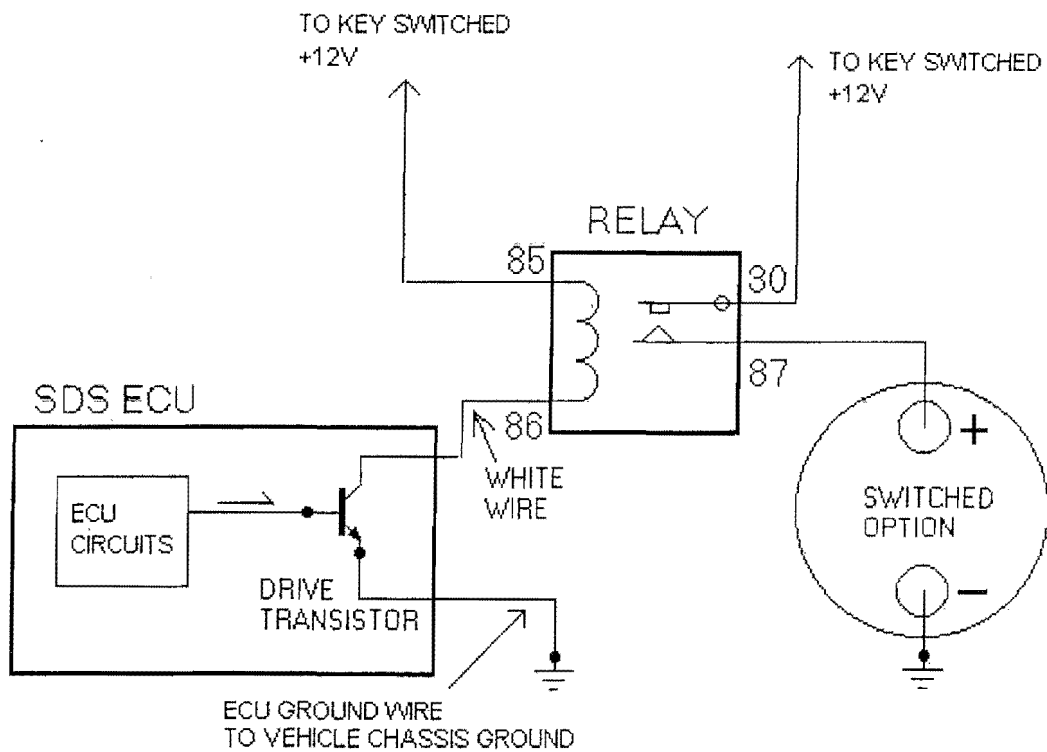 TO KEY SWITCHED
+12V
TO KEY SWITCHED
+12V
RELAY
85
30
87
86
SDS ECU
WHITE
WIRE
+
SWITCHED
OPTION
−
ECU
CIRCUITS
DRIVE
TRANSISTOR
ECU GROUND WIRE
TO VEHICLE CHASSIS GROUND